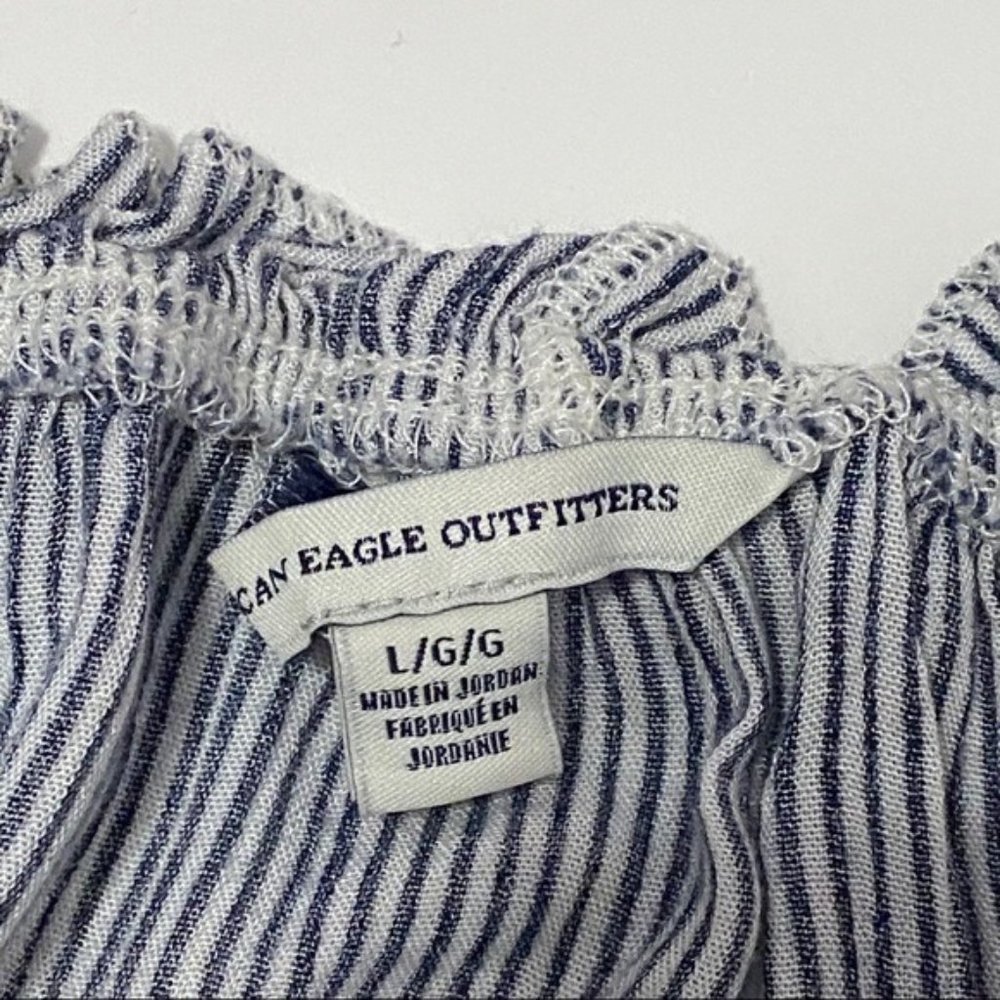 CAN EAGLE OUTFITTERS
L/G/G
MADE IN JORDAN
FABRIQUÉ EN
JORDANIE